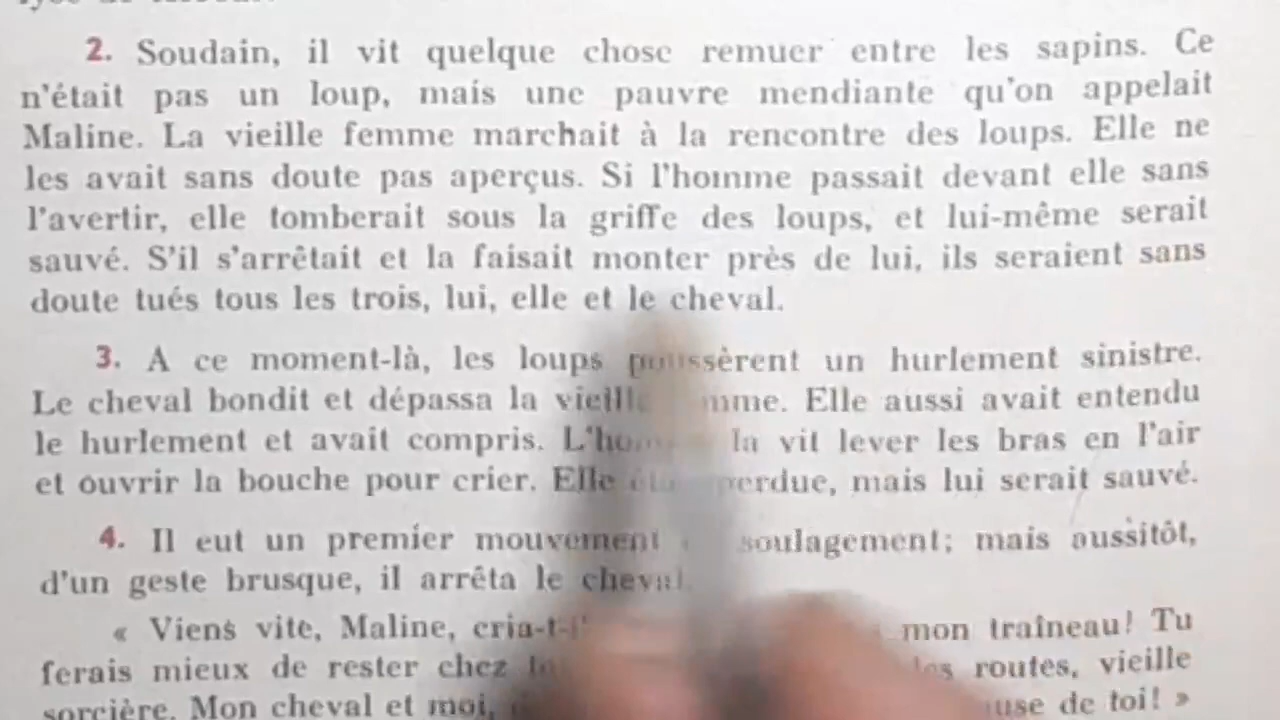 2. Soudain, il vit quelque chose remuer entre les sapins. Ce
n'était pas un loup, mais une pauvre mendiante qu'on appelait
Maline. La vieille femme marchait à la rencontre des loups. Elle ne
les avait sans doute pas aperçus. Si l'homme passait devant elle sans
l'avertir, elle tomberait sous la griffe des loups, et lui-même serait
sauvé. S'il s'arrêtait et la faisait monter près de lui, ils seraient sans
doute tués tous les trois, lui, elle et le cheval.
3. A ce moment-là, les loups poussèrent un hurlement sinistre.
Le cheval bondit et dépassa la vieille femme. Elle aussi avait entendu
le hurlement et avait compris. L'homme la vit lever les bras en l'air
et ouvrir la bouche pour crier. Elle était perdue, mais lui serait sauvé.
4. Il eut un premier mouvement soulagement; mais aussitôt,
d'un geste brusque, il arrêta le cheval.
« Viens vite, Maline, cria-t-il mon traîneau! Tu
ferais mieux de rester chez les routes, vieille
sorcière. Mon cheval et moi, de toi! »